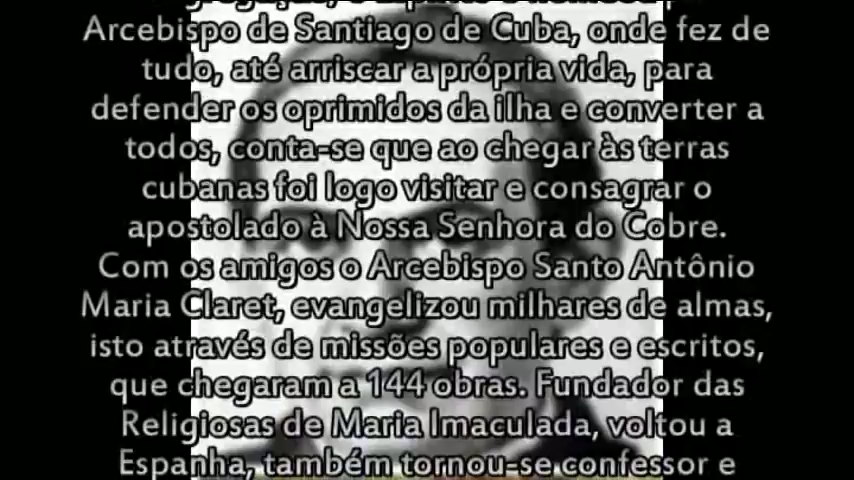 Arcebispo de Santiago de Cuba, onde fez de
tudo, até arriscar a própria vida, para
defender os oprimidos da ilha e converter a
todos, conta-se que ao chegar às terras
cubanas foi logo visitar e consagrar o
apostolado à Nossa Senhora do Cobre.
Com os amigos o Arcebispo Santo Antônio
Maria Claret, evangelizou milhares de almas,
isto através de missões populares e escritos,
que chegaram a 144 obras. Fundador das
Religiosas de Maria Imaculada, voltou a
Espanha, também tornou-se confessor e